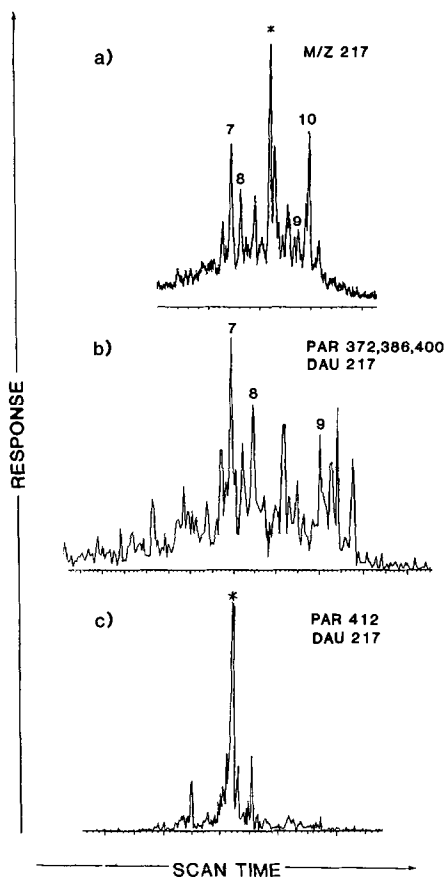 a)
M/Z 217
*
7
8
10
9
b)
PAR 372,386,400
DAU 217
7
8
9
c)
PAR 412
DAU 217
*
RESPONSE
SCAN TIME